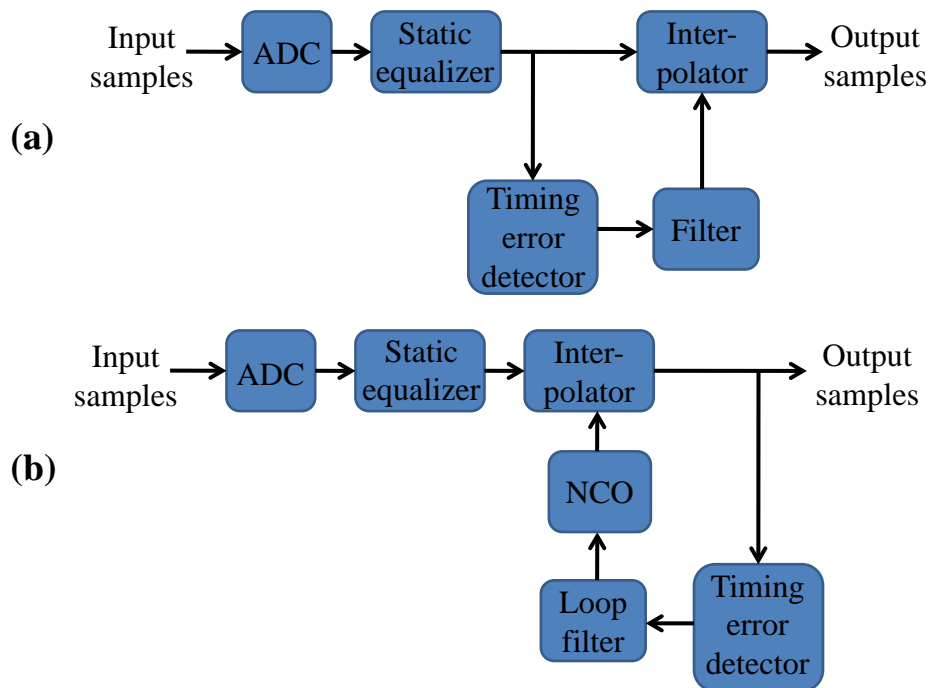 Input
samples
ADC
Static
equalizer
Inter-
polator
Output
samples
(a)
Timing
error
detector
Filter
Input
samples
ADC
Static
equalizer
Inter-
polator
Output
samples
(b)
NCO
Loop
filter
Timing
error
detector